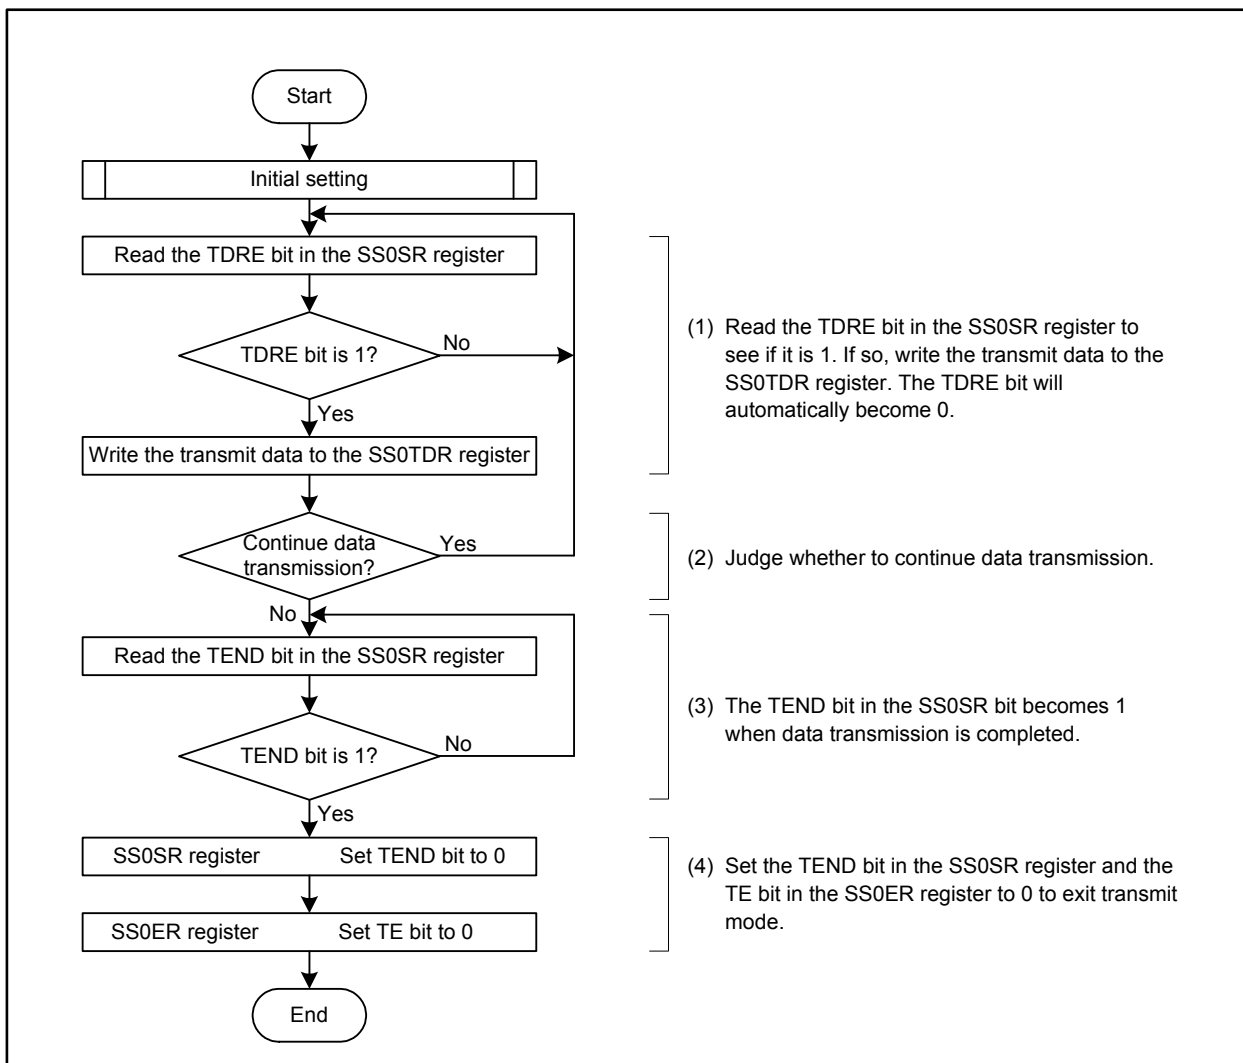 Start
Initial setting
Read the TDRE bit in the SS0SR register
TDRE bit is 1?
No
Yes
Write the transmit data to the SS0TDR register
(1) Read the TDRE bit in the SS0SR register to
see if it is 1. If so, write the transmit data to the
SS0TDR register. The TDRE bit will
automatically become 0.
Continue data
transmission?
Yes
No
(2) Judge whether to continue data transmission.
Read the TEND bit in the SS0SR register
TEND bit is 1?
No
Yes
(3) The TEND bit in the SS0SR bit becomes 1
when data transmission is completed.
SS0SR register Set TEND bit to 0
SS0ER register Set TE bit to 0
(4) Set the TEND bit in the SS0SR register and the
TE bit in the SS0ER register to 0 to exit transmit
mode.
End